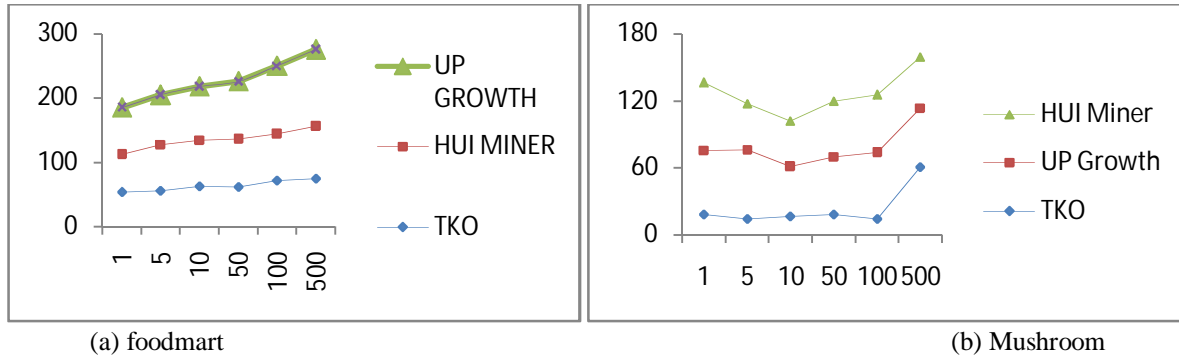 300
200
100
0
1
5
10
50
100
500
UP
GROWTH
HUI MINER
TKO
180
120
60
0
1 5 10 50 100 500
HUI Miner
UP Growth
TKO
(a) foodmart
(b) Mushroom